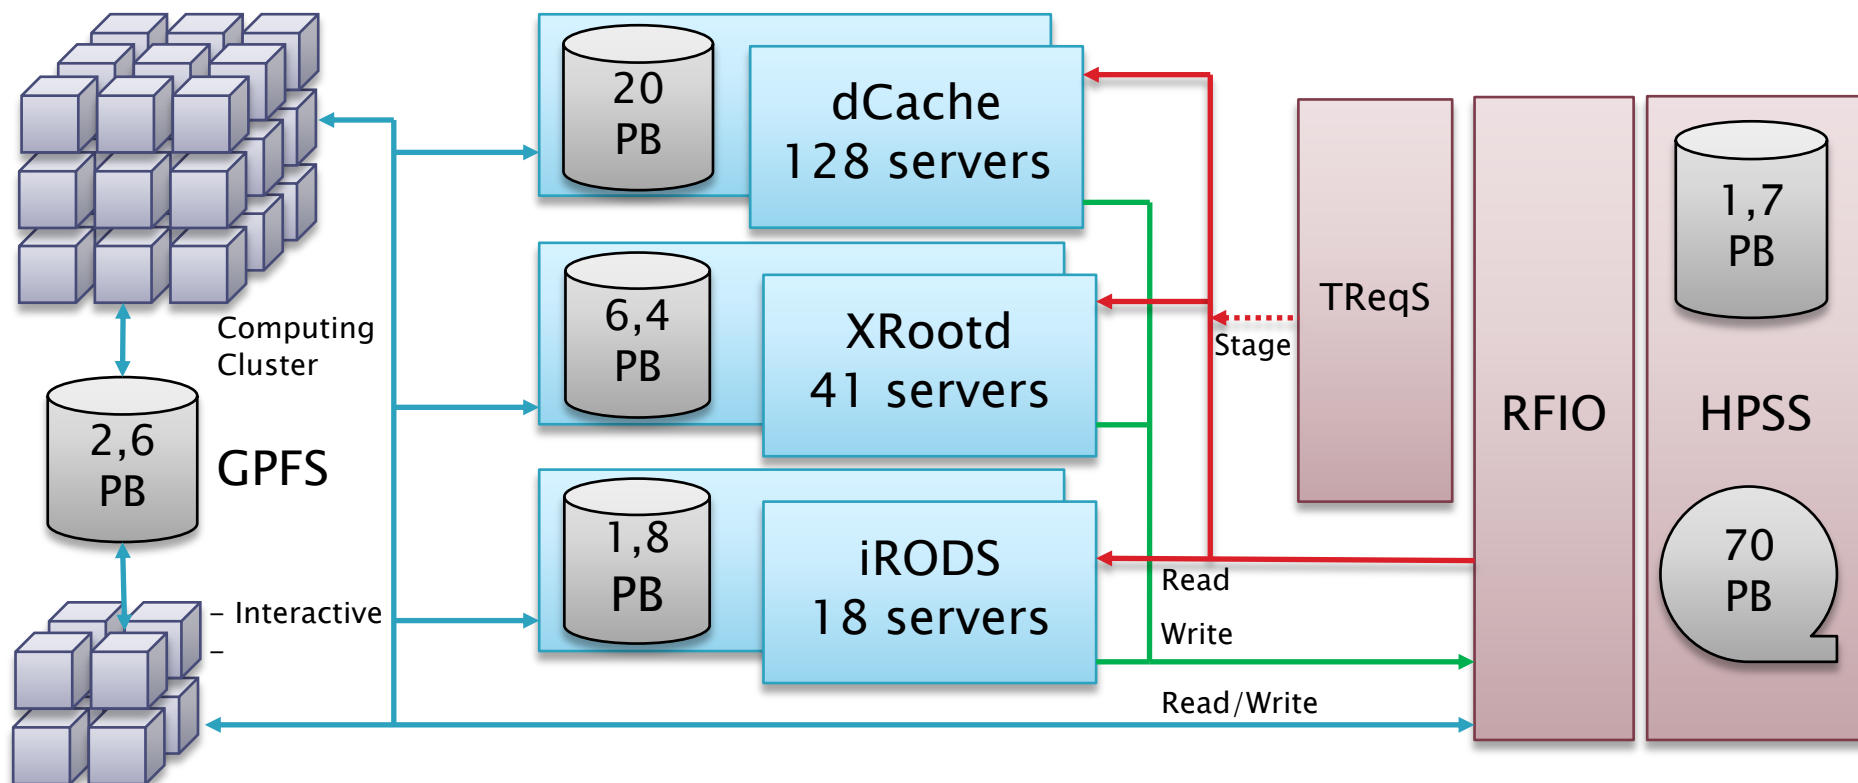 20
PB
dCache
128 servers
6,4
PB
XRootd
41 servers
1,8
PB
iRODS
18 servers
Computing
Cluster
2,6
PB
GPFS
– Interactive
–
Stage
Read
Write
Read/Write
TReqS
RFIO
1,7
PB
HPSS
70
PB